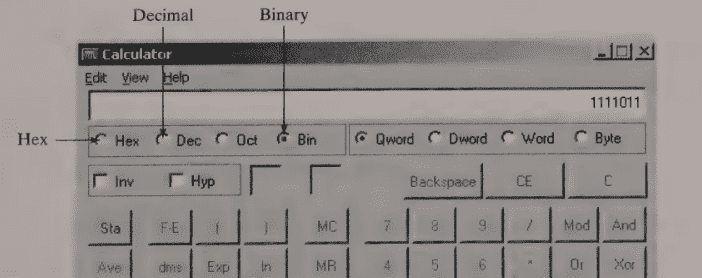 Decimal Binary
Calculator
Edit View Help
1111011
Hex Hex Dec Oct Bin Qword Dword Word Byte
Inv Hyp Backspace CE C
Sta F-E ( ) MC 7 8 9 / Mod And
Ave dms Exp ln MR 4 5 6 * Or Xor